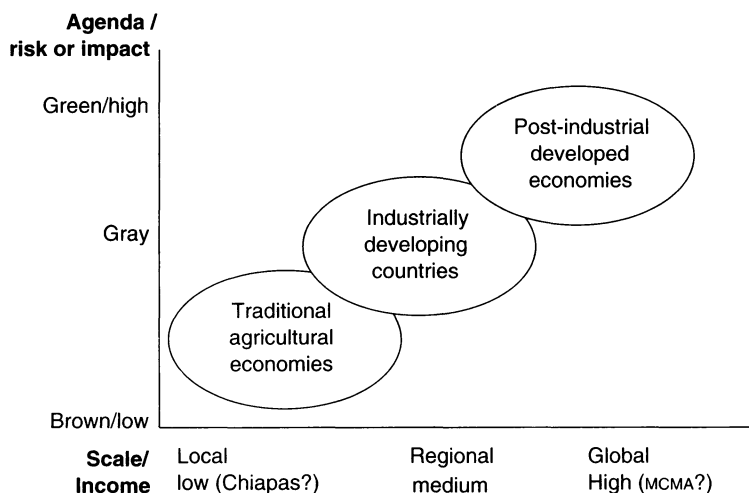 Agenda /
risk or impact
Green/high
Post-industrial
developed
economies
Gray
Industrially
developing
countries
Traditional
agricultural
economies
Brown/low
Scale/ Local Regional Global
Income low (Chiapas?) medium High (MCMA?)